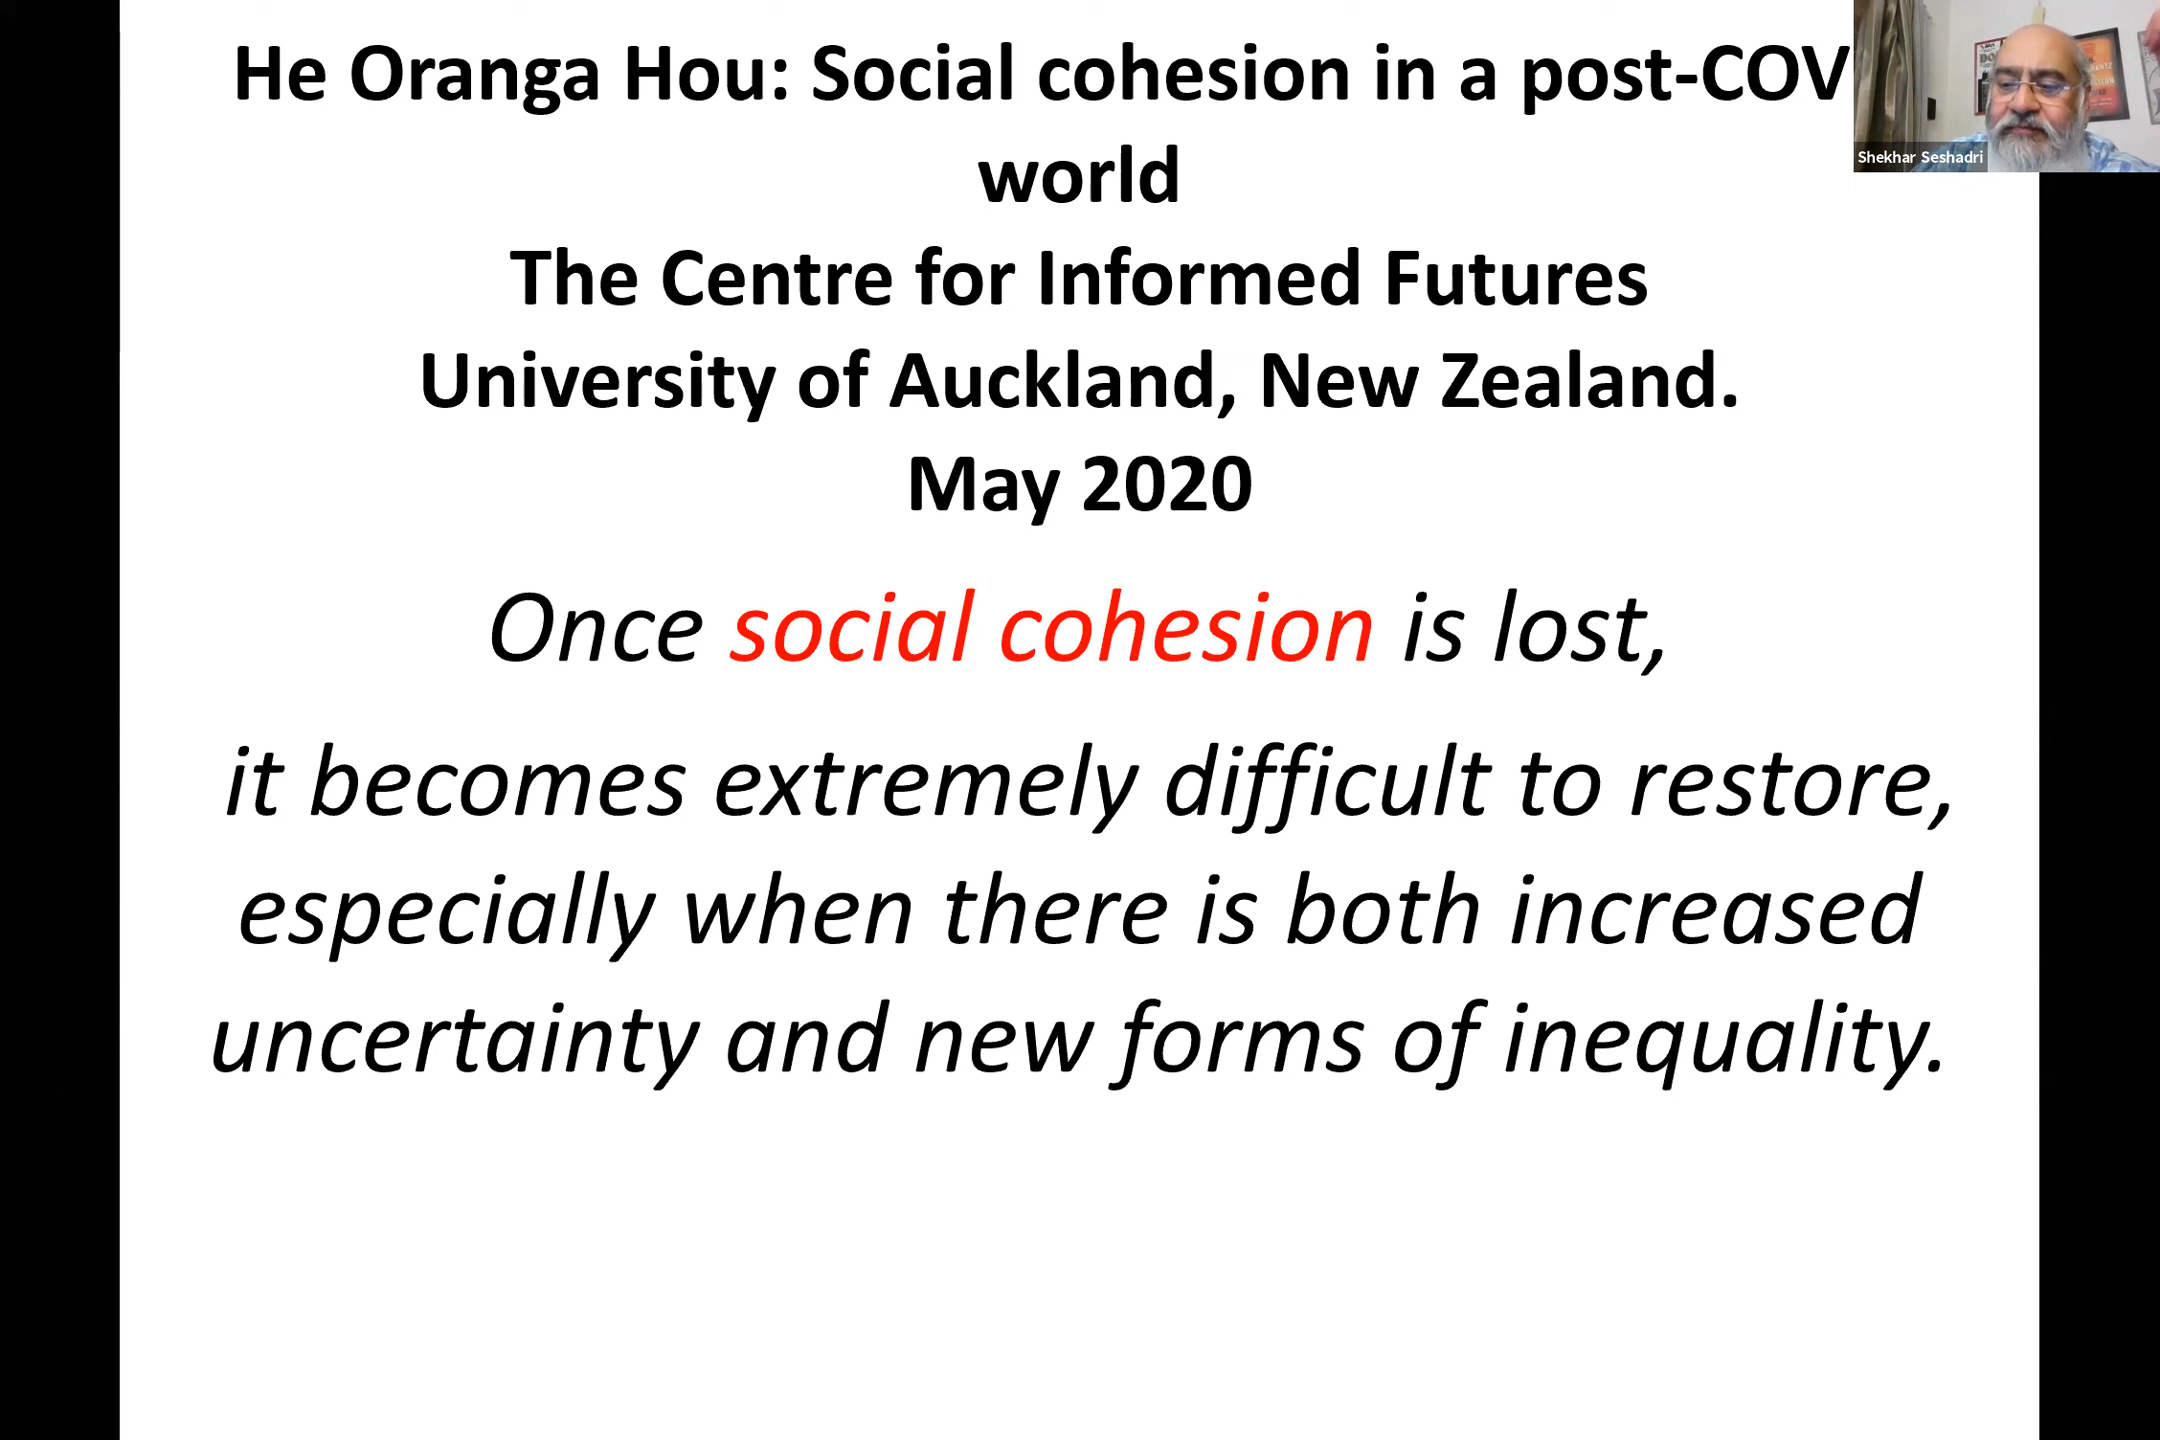 He Oranga Hou: Social cohesion in a post-COV
world
The Centre for Informed Futures
University of Auckland, New Zealand.
May 2020
Once social cohesion is lost,
it becomes extremely difficult to restore,
especially when there is both increased
uncertainty and new forms of inequality.
Shekhar Seshadri